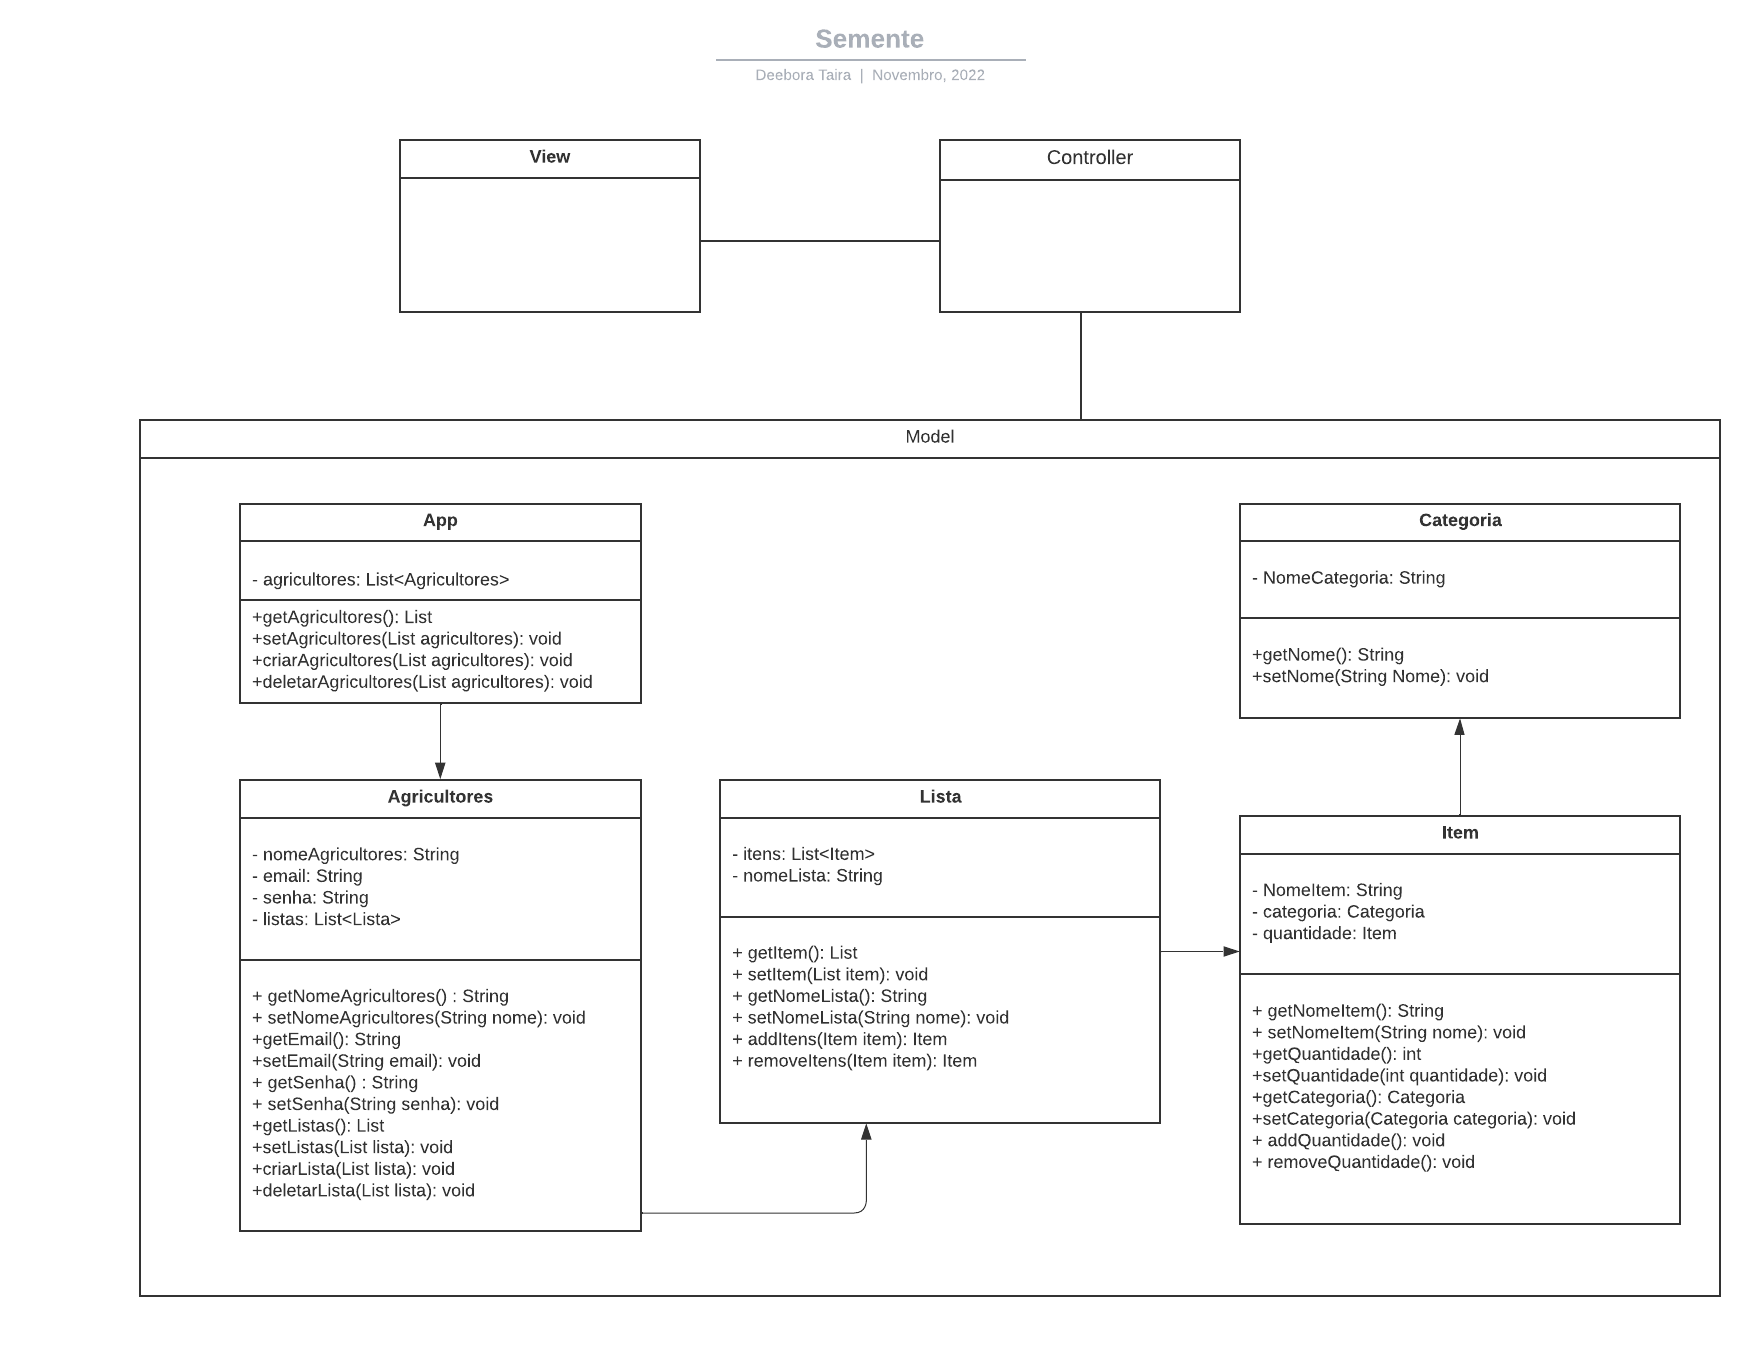 Semente
Deebora Taira | Novembro, 2022
View
Controller
Model
App
- agricultores: List<Agricultores>
+getAgricultores(): List
+setAgricultores(List agricultores): void
+criarAgricultores(List agricultores): void
+deletarAgricultores(List agricultores): void
Categoria
- NomeCategoria: String
+getNome(): String
+setNome(String Nome): void
Agricultores
- nomeAgricultores: String
- email: String
- senha: String
- listas: List<Lista>
+ getNomeAgricultores() : String
+ setNomeAgricultores(String nome): void
+getEmail(): String
+setEmail(String email): void
+ getSenha() : String
+ setSenha(String senha): void
+getListas(): List
+setListas(List lista): void
+criarLista(List lista): void
+deletarLista(List lista): void
Lista
- itens: List<Item>
- nomeLista: String
+ getItem(): List
+ setItem(List item): void
+ getNomeLista(): String
+ setNomeLista(String nome): void
+ addItens(Item item): Item
+ removeItens(Item item): Item
Item
- NomeItem: String
- categoria: Categoria
- quantidade: Item
+ getNomeItem(): String
+ setNomeItem(String nome): void
+getQuantidade(): int
+setQuantidade(int quantidade): void
+getCategoria(): Categoria
+setCategoria(Categoria categoria): void
+ addQuantidade(): void
+ removeQuantidade(): void